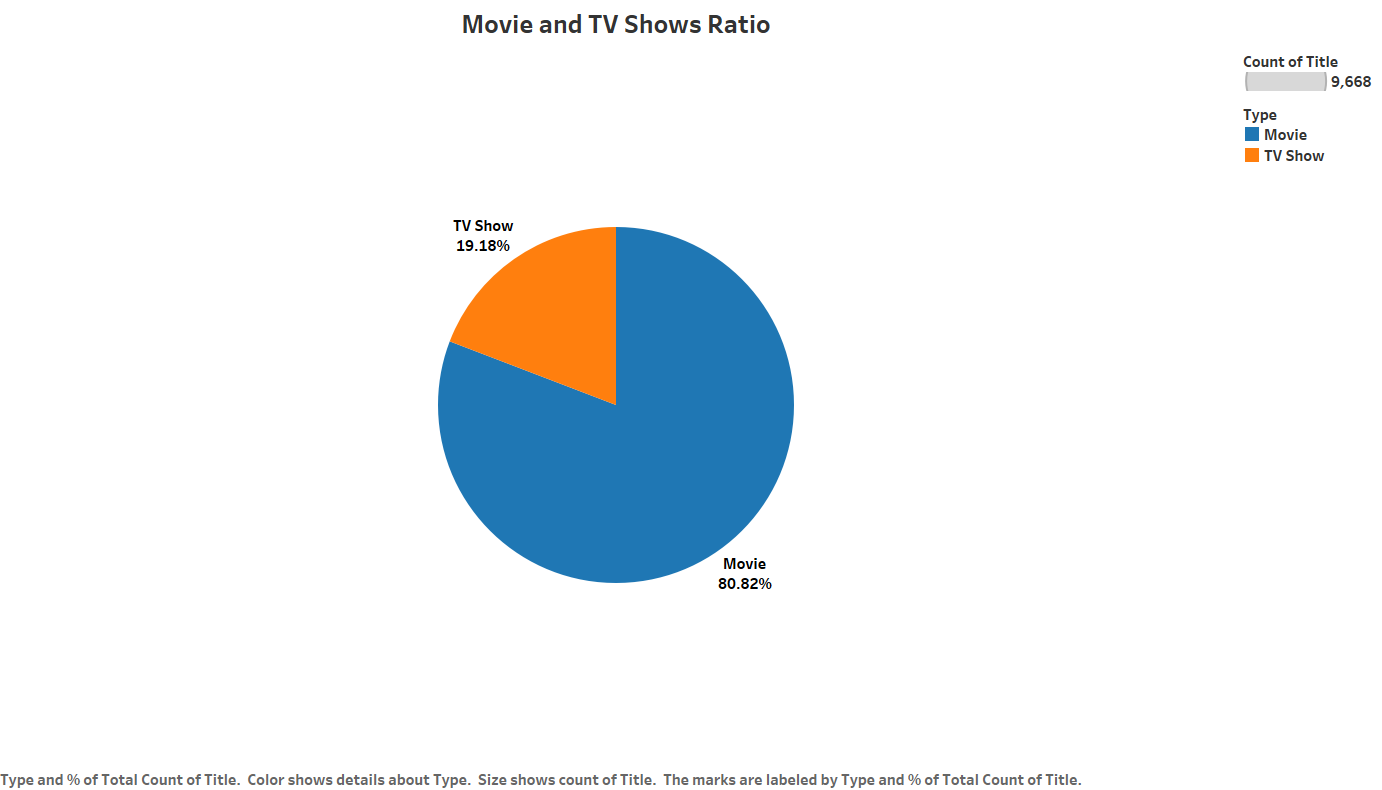 Movie and TV Shows Ratio
Count of Title
9,668
Type
Movie
TV Show
TV Show
19.18%
Movie
80.82%
Type and % of Total Count of Title.  Color shows details about Type.  Size shows count of Title.  The marks are labeled by Type and % of Total Count of Title.